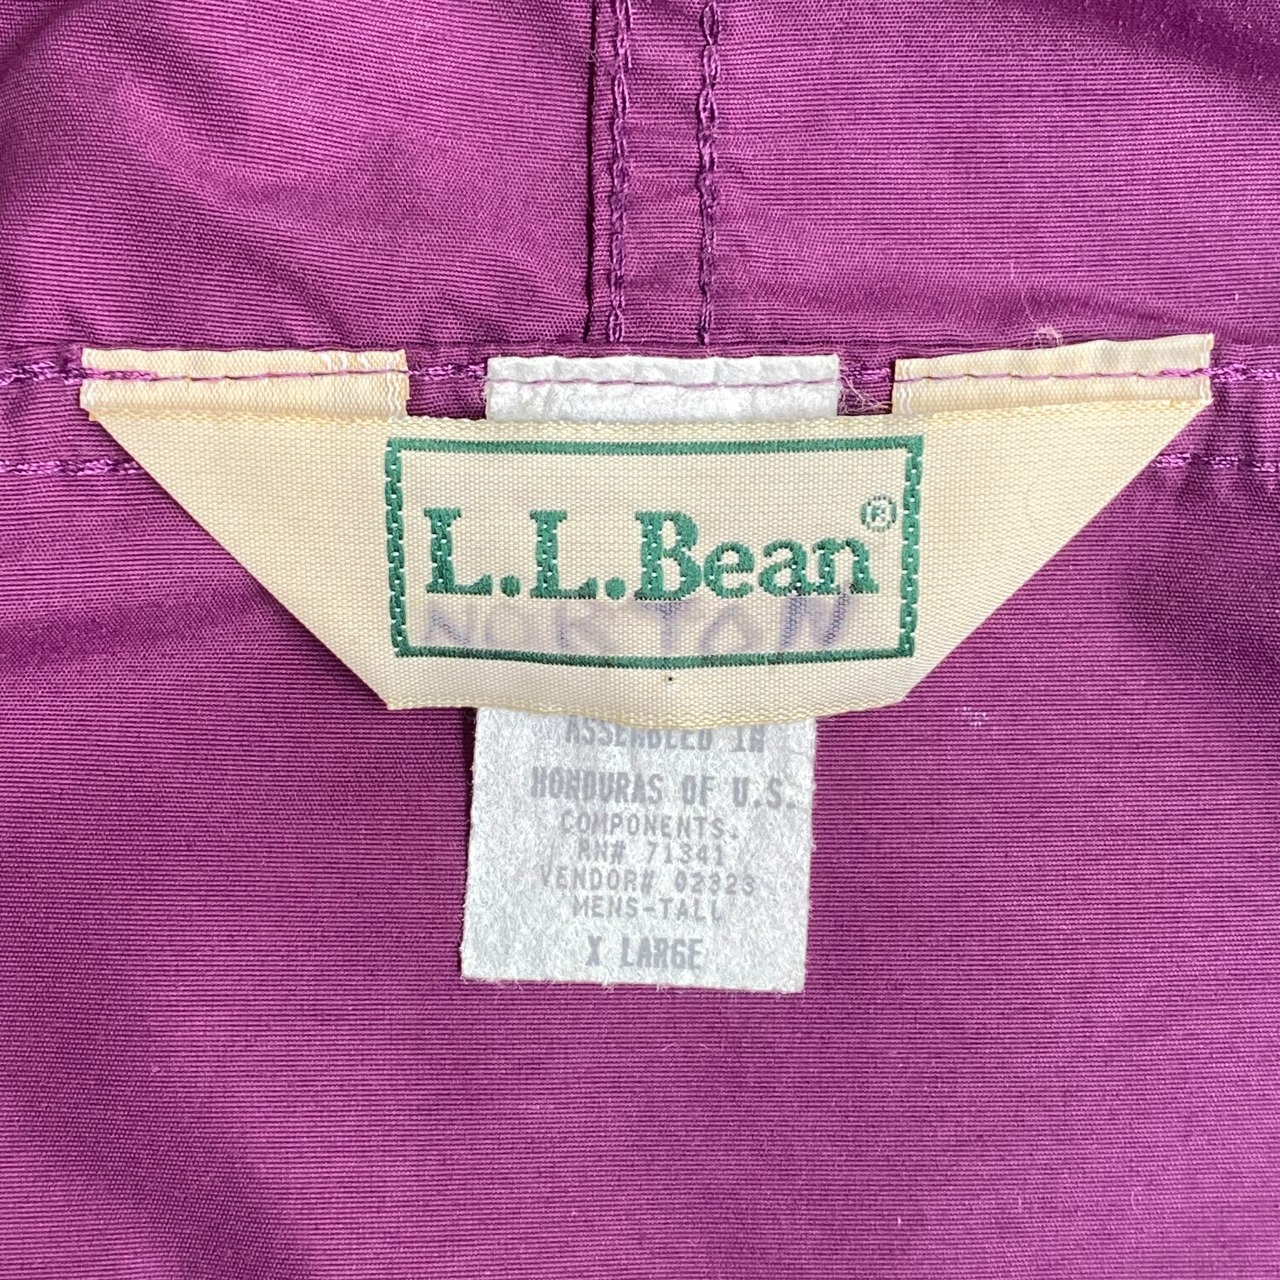 L.L.Bean®
NORTON
ASSEMBLED IN
HONDURAS OF U.S.
COMPONENTS.
RN# 71341
VENDOR# 02323
MENS-TALL
X LARGE